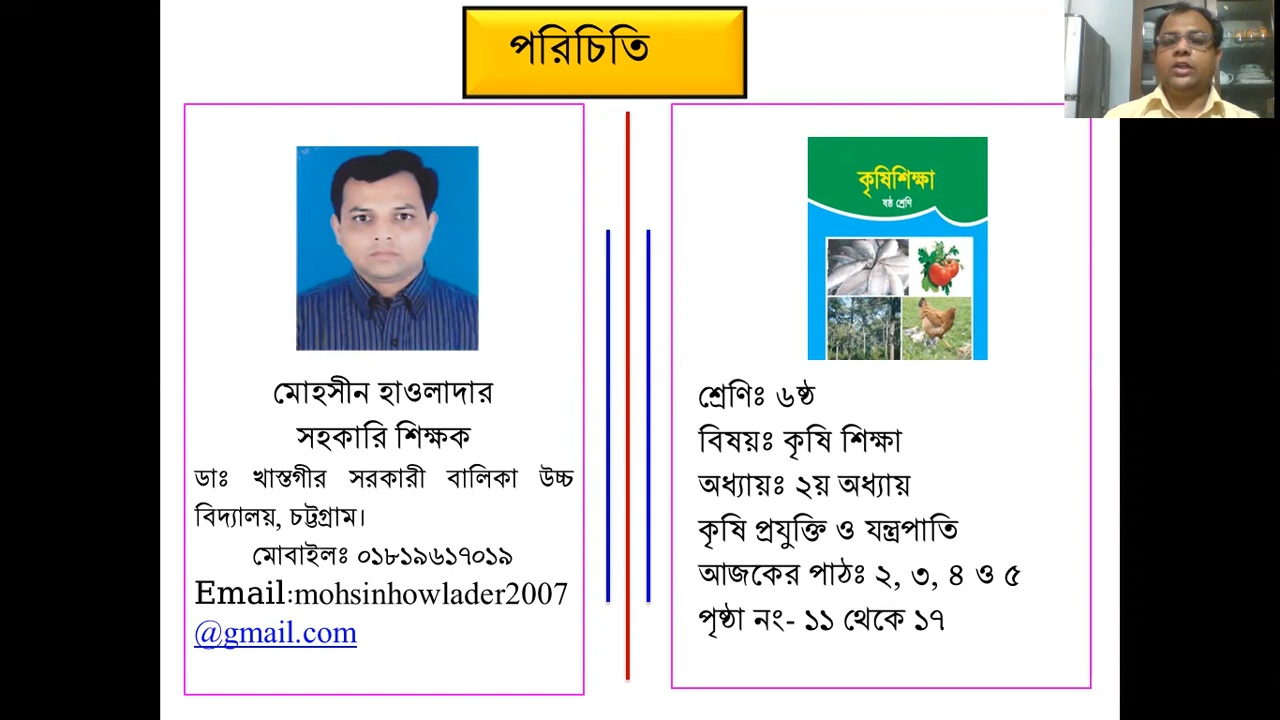 পরিচিতি
মোহসীন হাওলাদার
সহকারি শিক্ষক
ডাঃ খাস্তগীর সরকারী বালিকা উচ্চ
বিদ্যালয়, চট্টগ্রাম।
মোবাইলঃ ০১৮১৯৬১৭০১৯
Email:mohsinhowlader2007
@gmail.com
কৃষিশিক্ষা
ষষ্ঠ শ্রেণি
শ্রেণিঃ ৬ষ্ঠ
বিষয়ঃ কৃষি শিক্ষা
অধ্যায়ঃ ২য় অধ্যায়
কৃষি প্রযুক্তি ও যন্ত্রপাতি
আজকের পাঠঃ ২, ৩, ৪ ও ৫
পৃষ্ঠা নং- ১১ থেকে ১৭